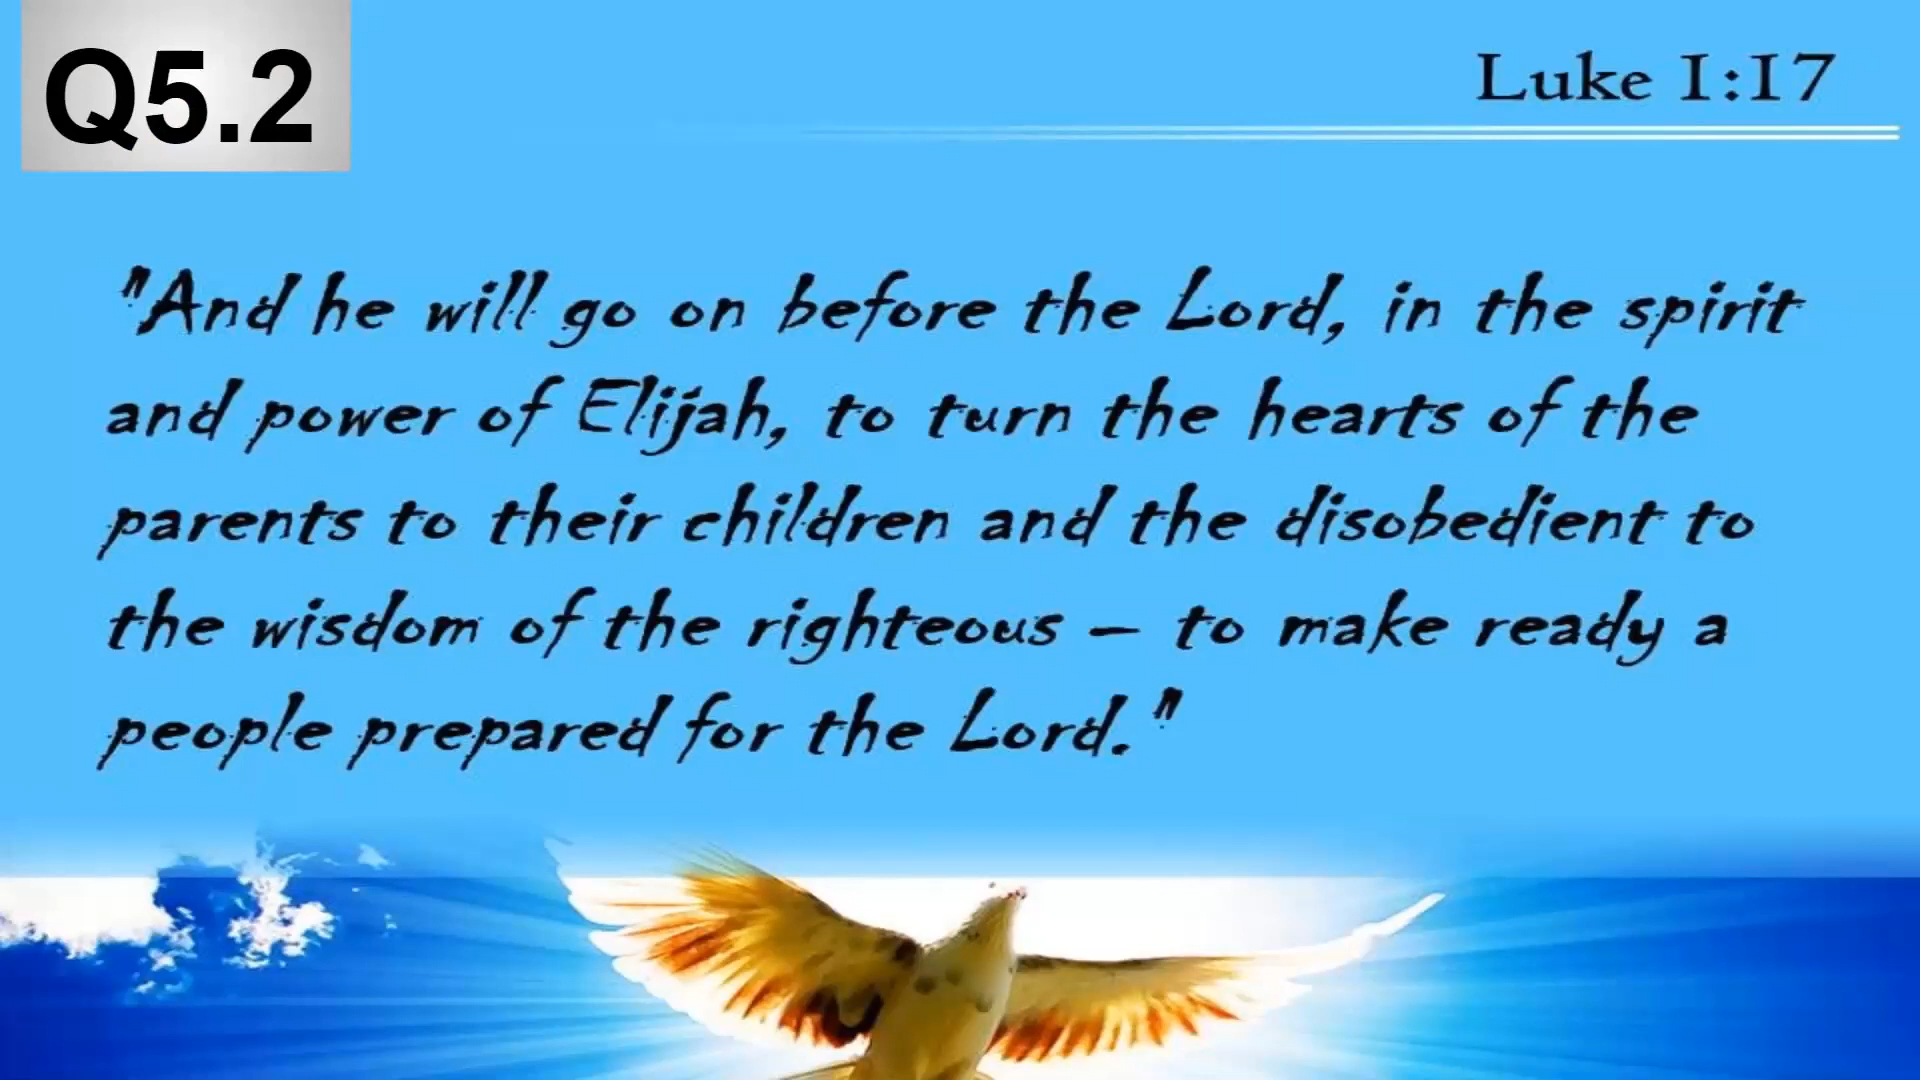 Q5.2
Luke 1:17
"And he will go on before the Lord, in the spirit
and power of Elijah, to turn the hearts of the
parents to their children and the disobedient to
the wisdom of the righteous – to make ready a
people prepared for the Lord."